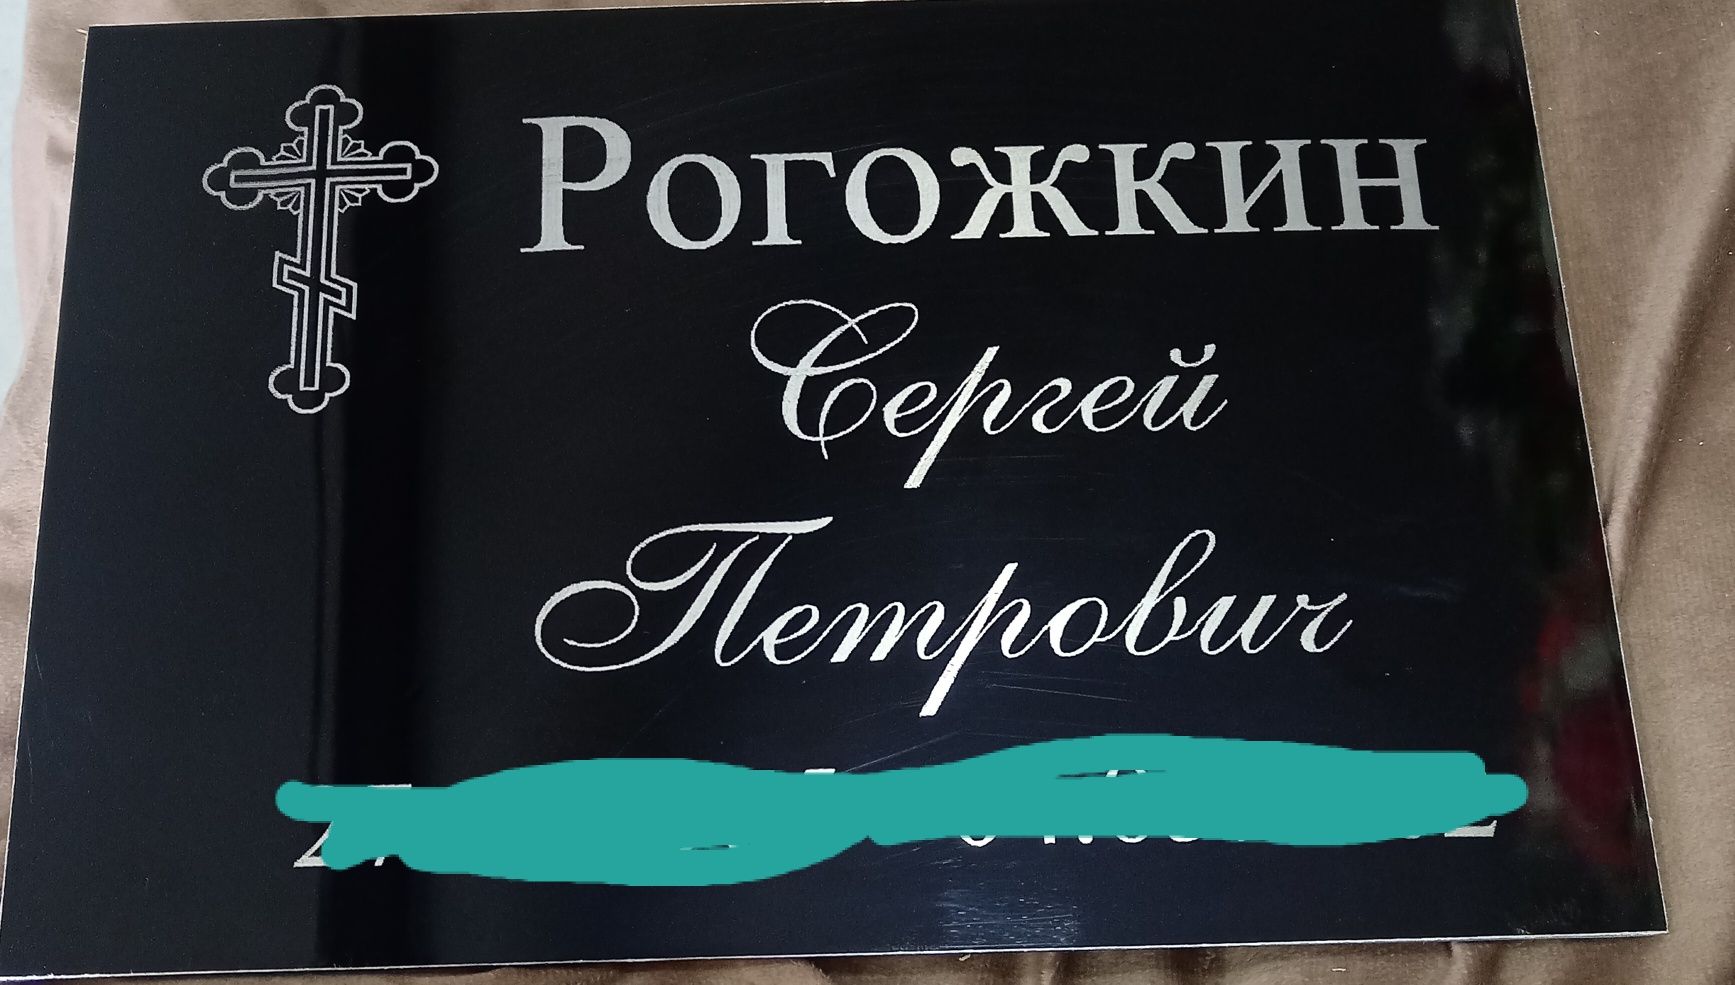 Рогожкин
Сергей
Петрович